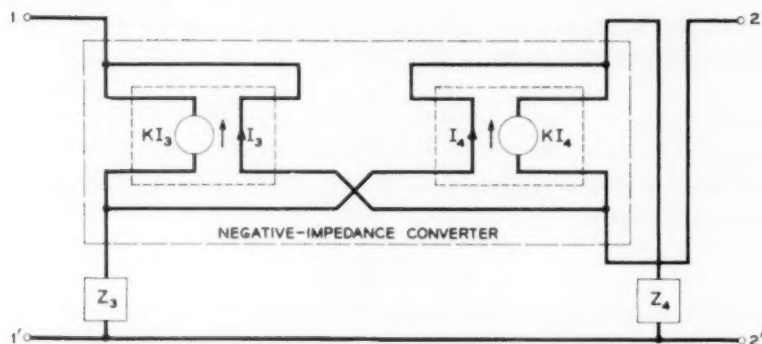 1
2
KI₃
I₃
I₄
KI₄
NEGATIVE-IMPEDANCE CONVERTER
Z₃
Z₄
1′
2′